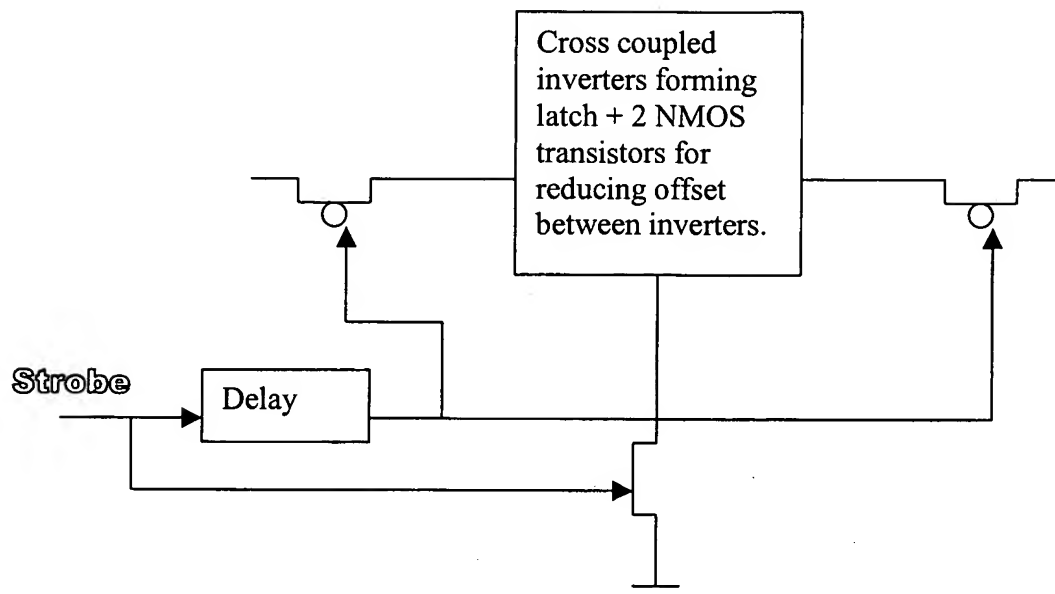 Cross coupled
inverters forming
latch + 2 NMOS
transistors for
reducing offset
between inverters.
Strobe
Delay